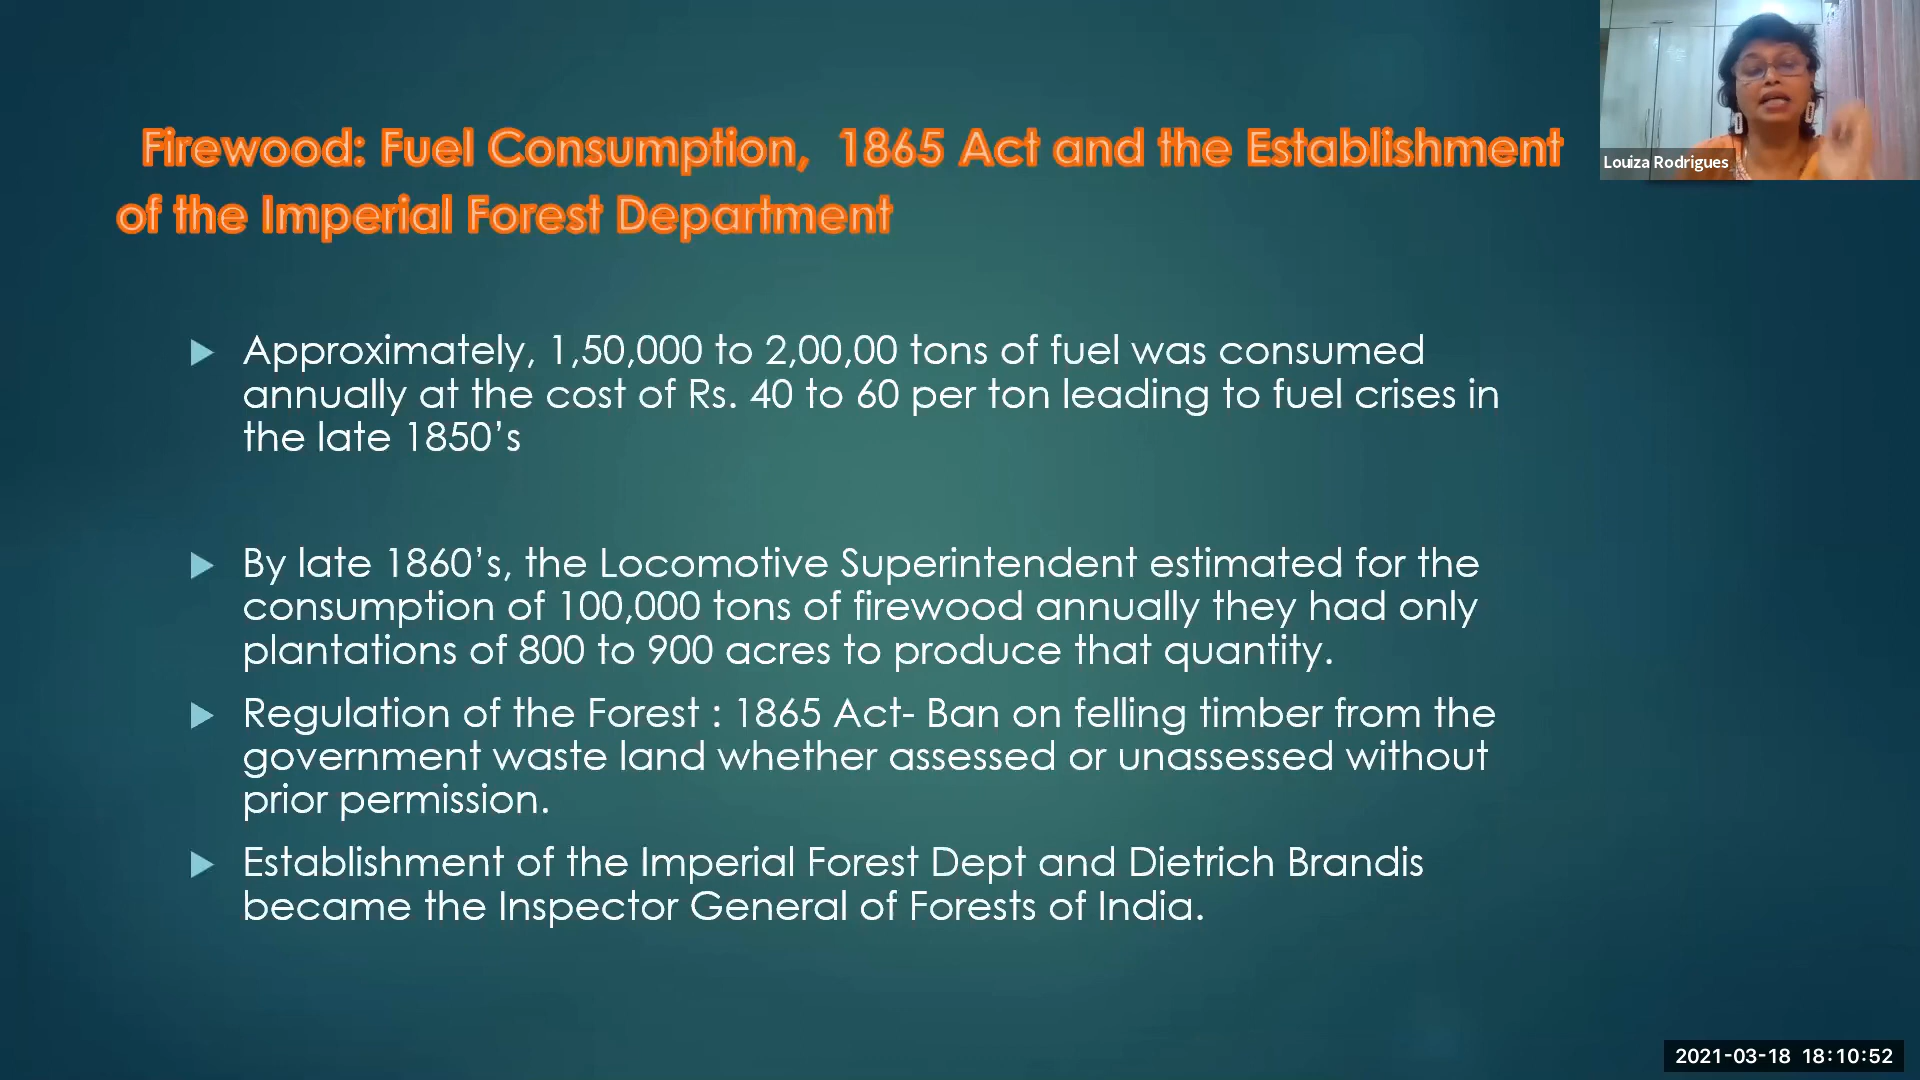 Firewood: Fuel Consumption, 1865 Act and the Establishment
of the Imperial Forest Department
Louiza Rodrigues
Approximately, 1,50,000 to 2,00,00 tons of fuel was consumed
annually at the cost of Rs. 40 to 60 per ton leading to fuel crises in
the late 1850’s
By late 1860’s, the Locomotive Superintendent estimated for the
consumption of 100,000 tons of firewood annually they had only
plantations of 800 to 900 acres to produce that quantity.
Regulation of the Forest : 1865 Act- Ban on felling timber from the
government waste land whether assessed or unassessed without
prior permission.
Establishment of the Imperial Forest Dept and Dietrich Brandis
became the Inspector General of Forests of India.
2021-03-18 18:10:52